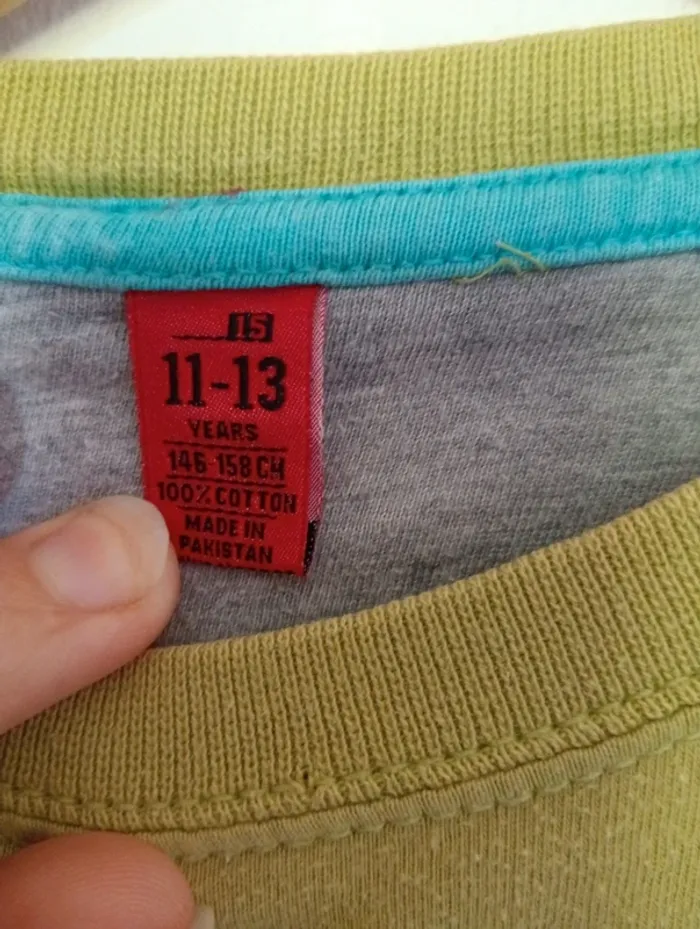 15
11-13
YEARS
146-158 CM
100% COTTON
MADE IN
PAKISTAN